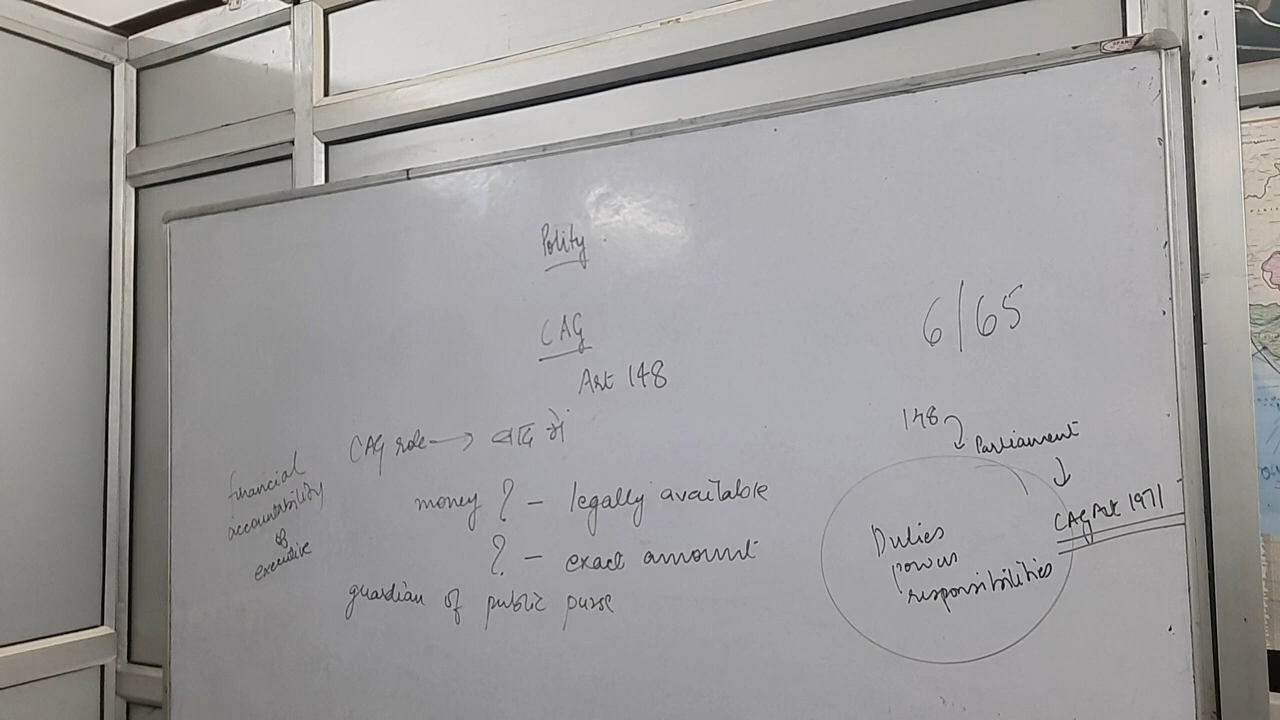 Polity
CAG
Art 148
6/65
CAG role → बाद में
money ? - legally available
? - exact amount
guardian of public purse
financial
accountability
of
executive
148
Parliament
CAG Act 1971
Duties
powers
responsibilities